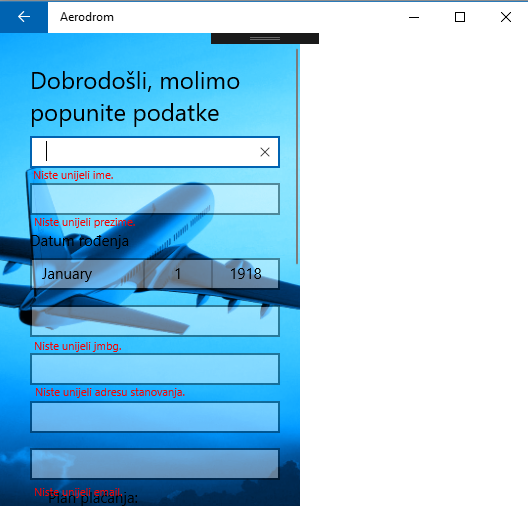 Aerodrom
Dobrodošli, molimo
popunite podatke
Niste unijeli ime.
Niste unijeli prezime.
Datum rođenja
January 1 1918
Niste unijeli jmbg.
Niste unijeli adresu stanovanja.
Niste unijeli email.
Plan plaćanja: